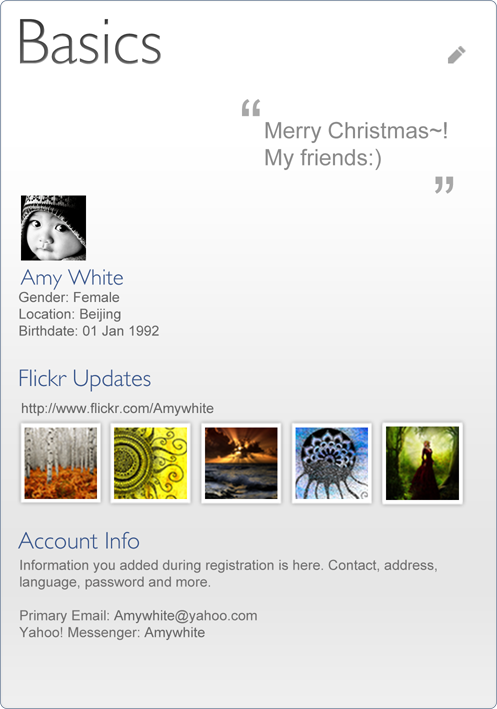 Basics
“ Merry Christmas~!
My friends:) ”
Amy White
Gender: Female
Location: Beijing
Birthdate: 01 Jan 1992
Flickr Updates
http://www.flickr.com/Amywhite
Account Info
Information you added during registration is here. Contact, address,
language, password and more.
Primary Email: Amywhite@yahoo.com
Yahoo! Messenger: Amywhite